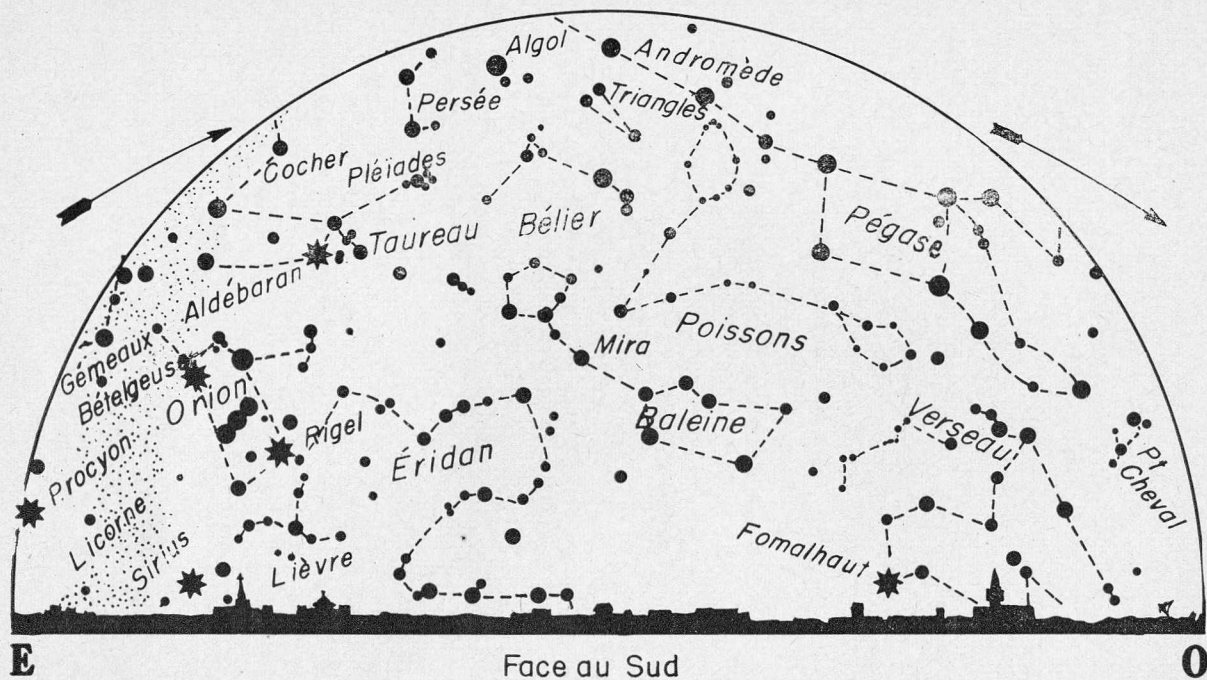 Algol
Andromède
Persée
Triangles
Cocher
Pléiades
Bélier
Taureau
Pégase
Aldébaran
Poissons
Mira
Gémeaux
Bételgeuse
Orion
Rigel
Baleine
Verseau
Éridan
Procyon
Pt
Cheval
Licorne
Sirius
Lièvre
Fomalhaut
E
Face au Sud
O